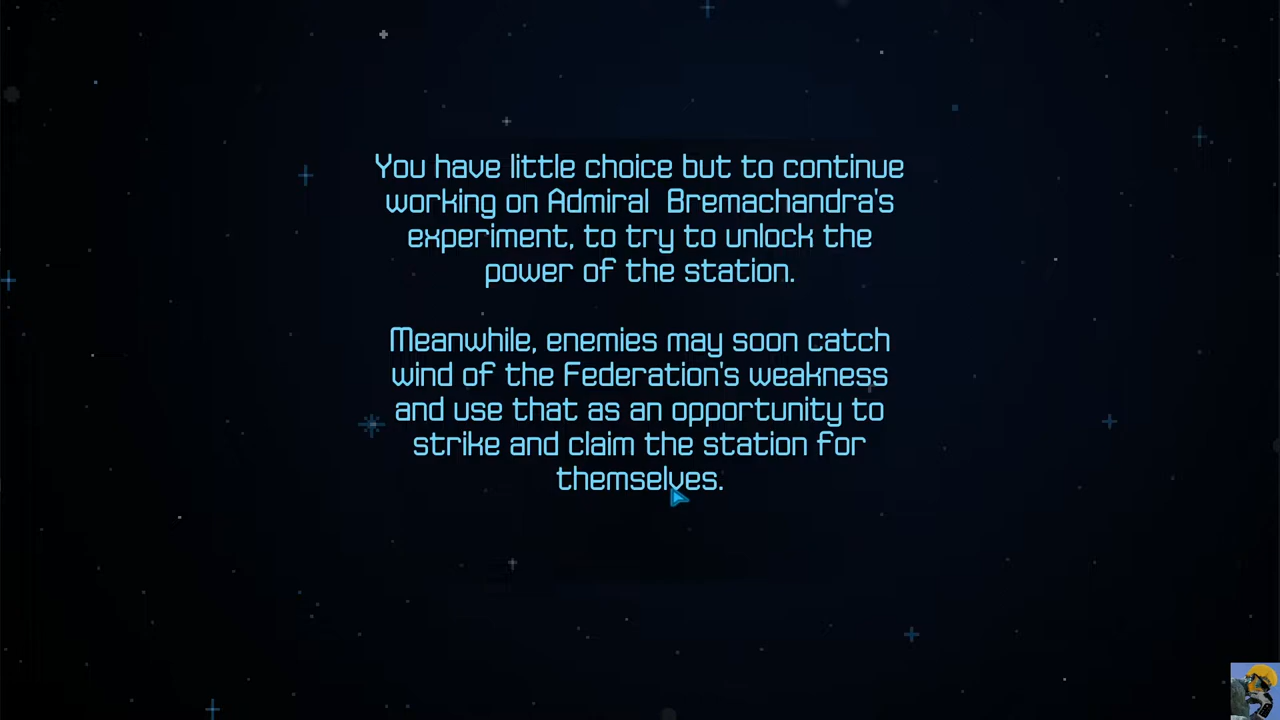 You have little choice but to continue
working on Admiral  Bremachandra's
experiment, to try to unlock the
power of the station.
Meanwhile, enemies may soon catch
wind of the Federation's weakness
and use that as an opportunity to
strike and claim the station for
themselves.